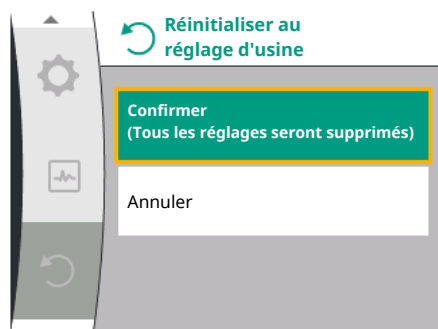 Réinitialiser au
réglage d'usine
Confirmer
(Tous les réglages seront supprimés)
Annuler